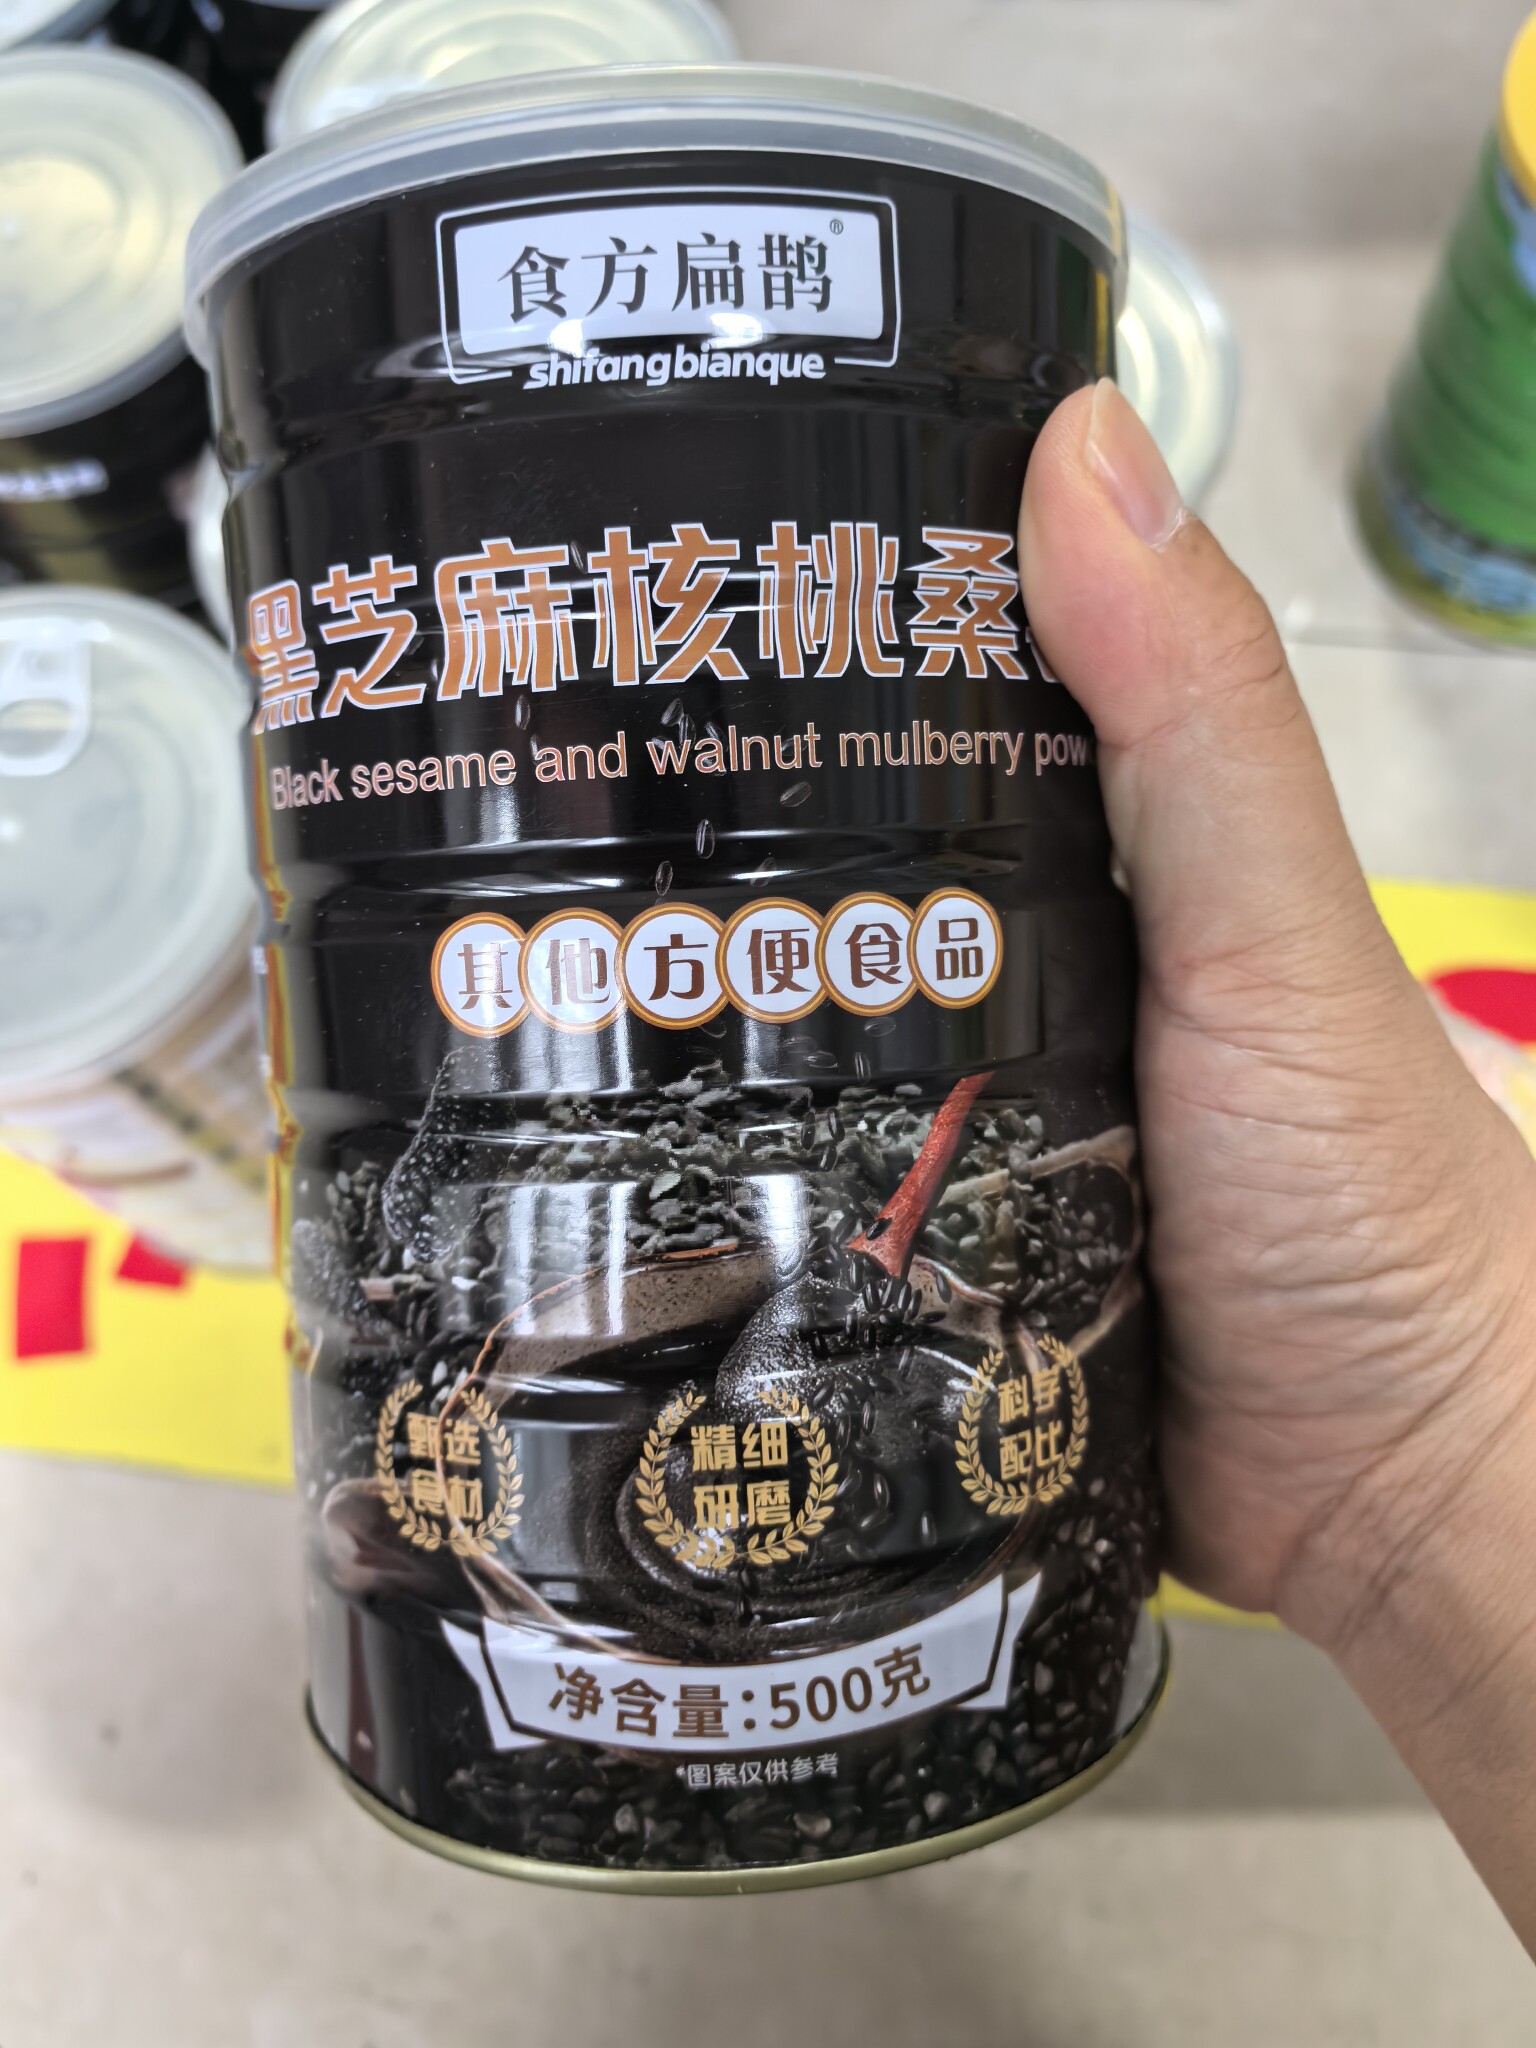 食方扁鹊®
shifangbianque
黑芝麻核桃桑
Black sesame and walnut mulberry pow
其他方便食品
甄选
食材
精细
研磨
科学
配比
净含量:500克
*图案仅供参考